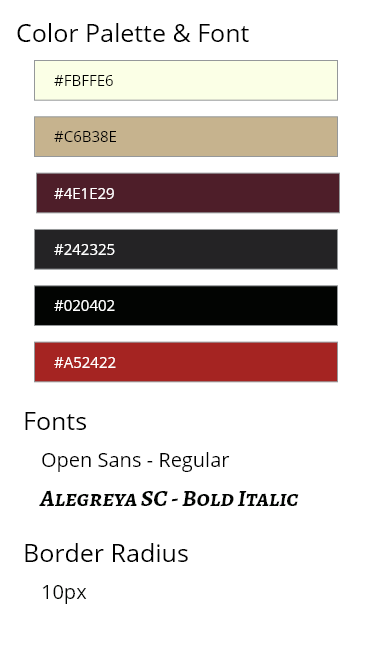 Color Palette & Font
#FBFFE6
#C6B38E
#4E1E29
#242325
#020402
#A52422
Fonts
Open Sans - Regular
Alegreya SC - Bold Italic
Border Radius
10px